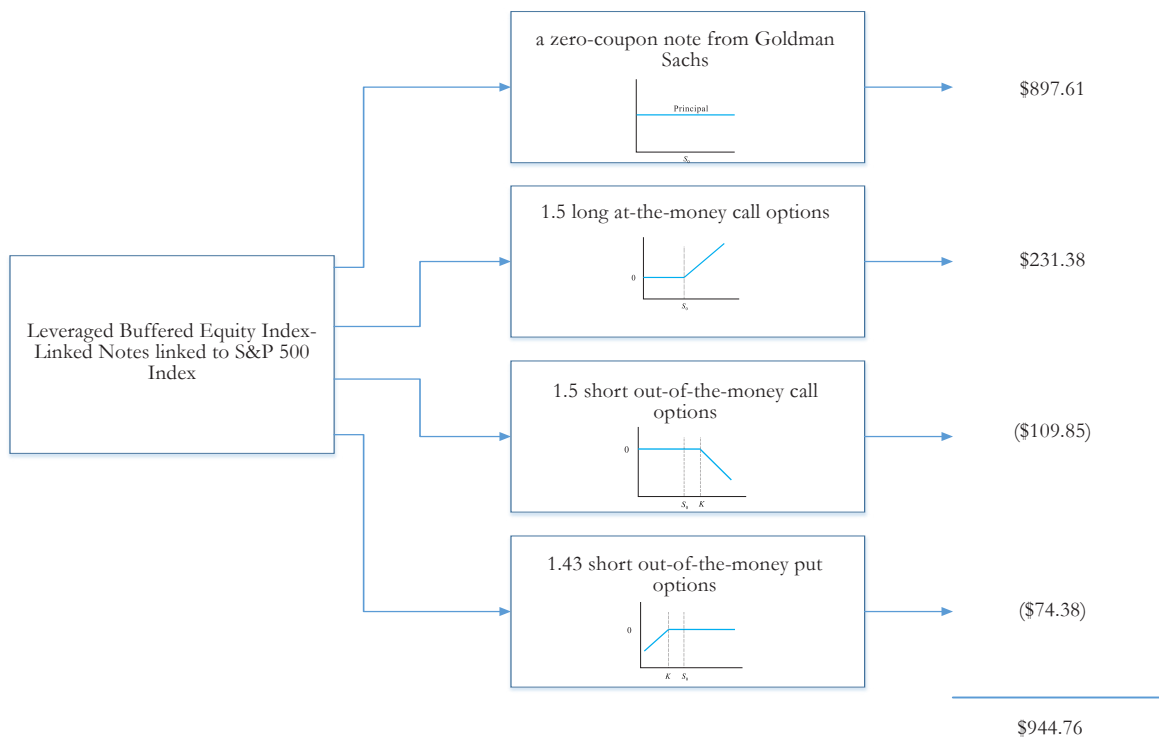 a zero-coupon note from Goldman
Sachs
Principal
S₀
$897.61
1.5 long at-the-money call options
0
S₀
$231.38
Leveraged Buffered Equity Index-
Linked Notes linked to S&P 500
Index
1.5 short out-of-the-money call
options
0
S₀ K
($109.85)
1.43 short out-of-the-money put
options
0
K S₀
($74.38)
$944.76